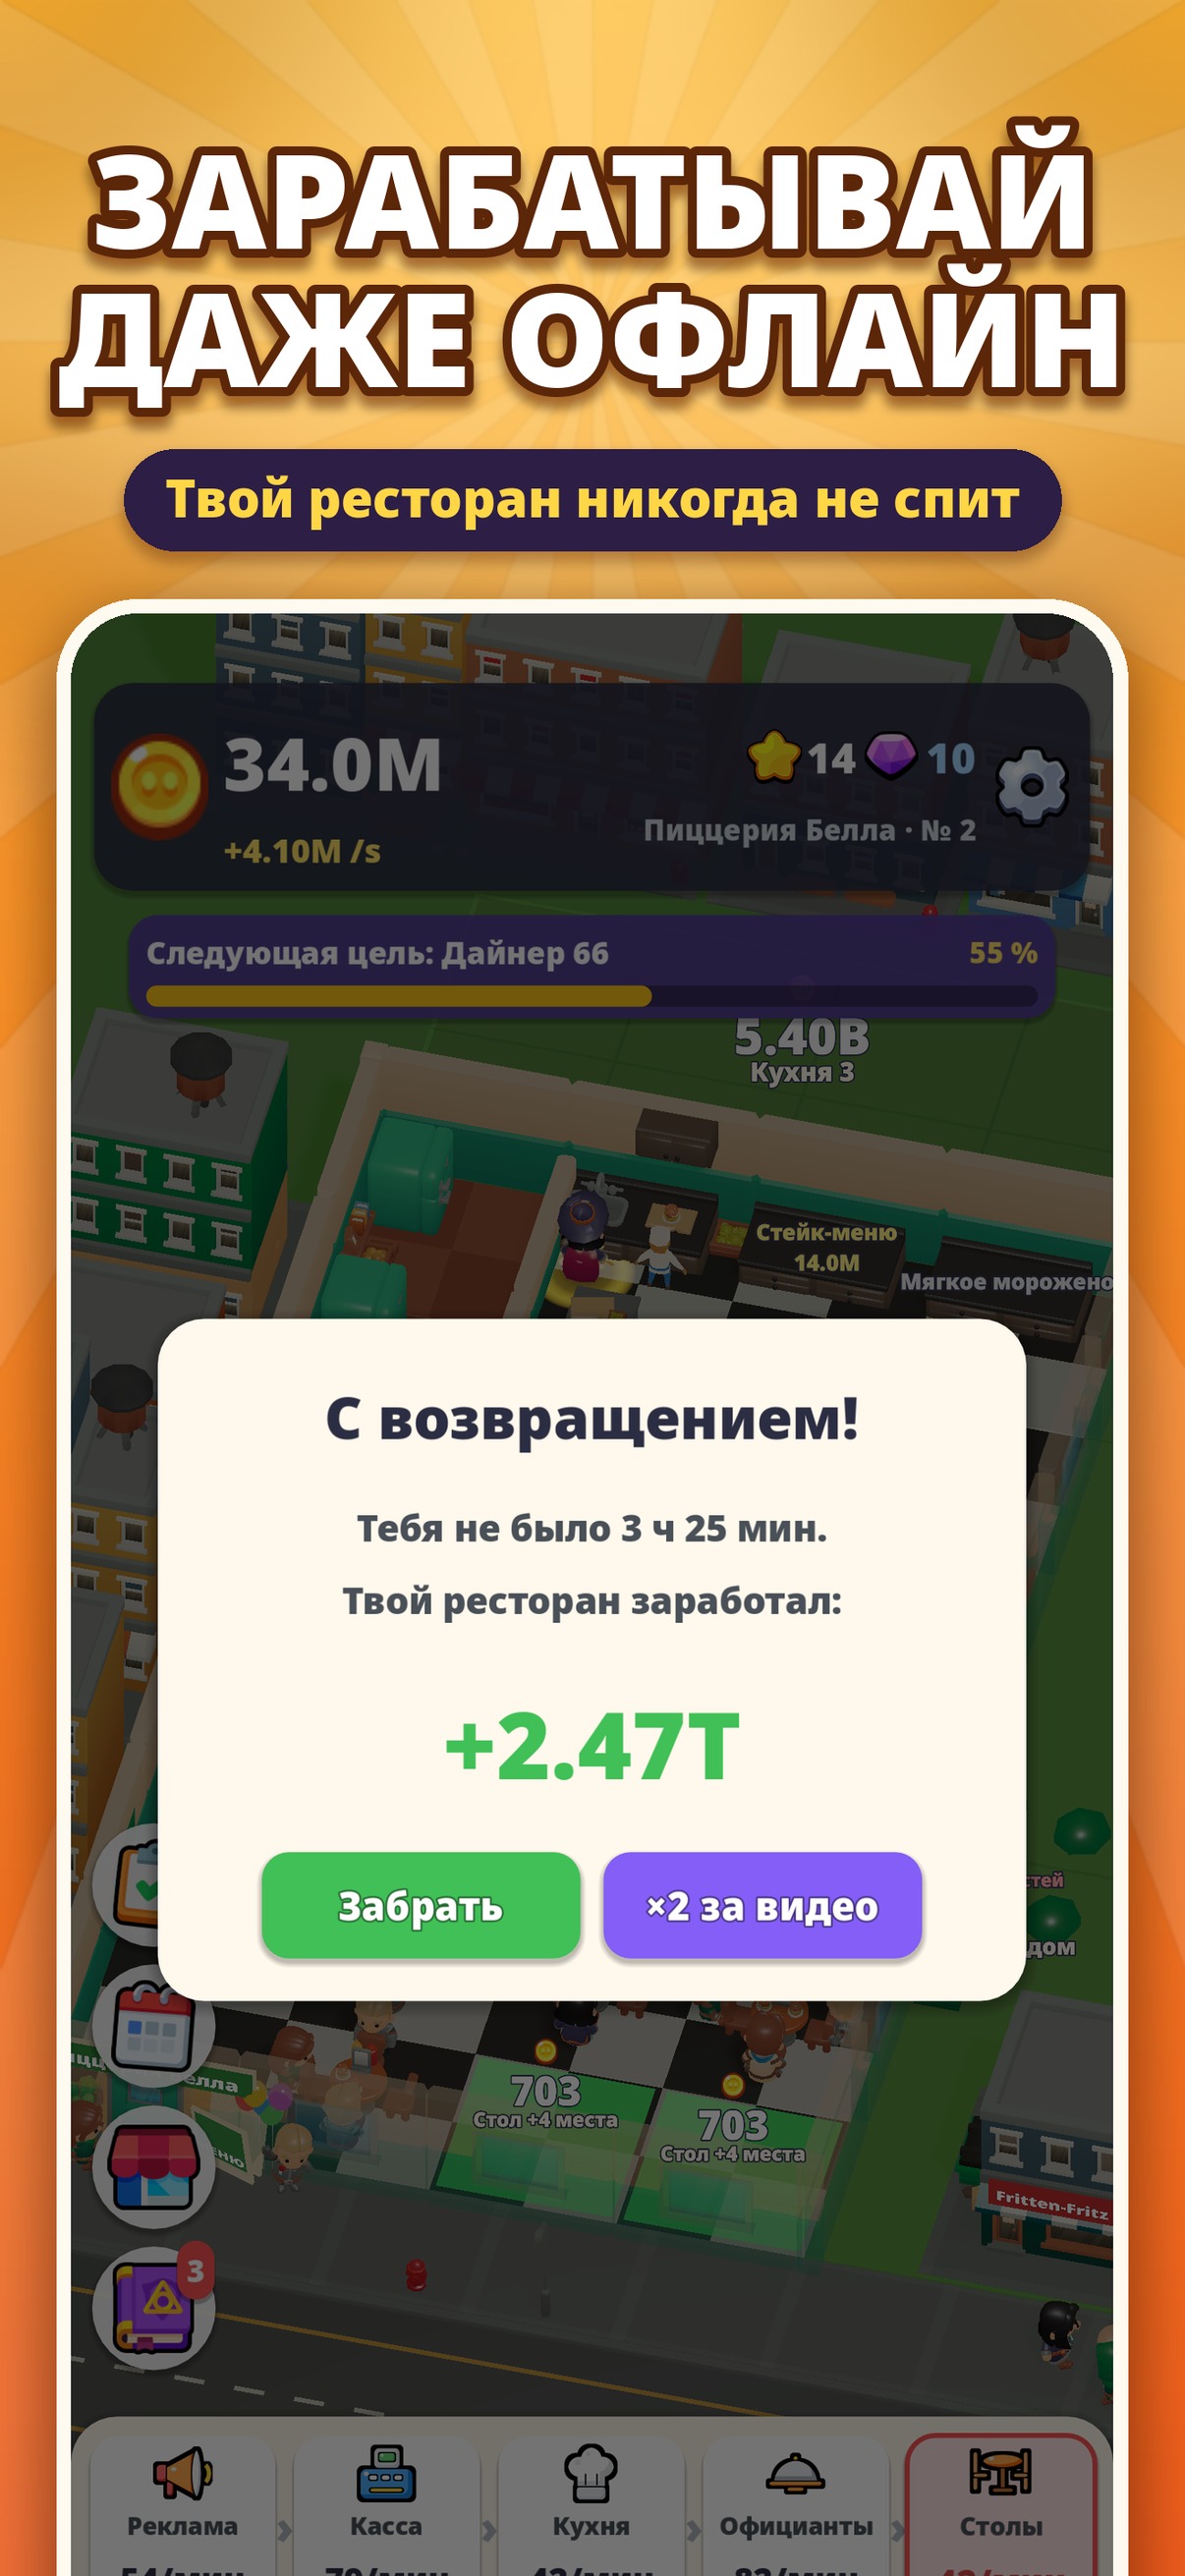 ЗАРАБАТЫВАЙ
ДАЖЕ ОФЛАЙН
Твой ресторан никогда не спит
34.0M
14
10
+4.10M /s
Пиццерия Белла · № 2
Следующая цель: Дайнер 66
55 %
5.40B
Кухня 3
Стейк-меню
14.0M
Мягкое морожено
С возвращением!
Тебя не было 3 ч 25 мин.
Твой ресторан заработал:
+2.47T
Забрать
×2 за видео
703
Стол +4 места
703
Стол +4 места
Fritten-Fritz
3
Реклама
Касса
Кухня
Официанты
Столы